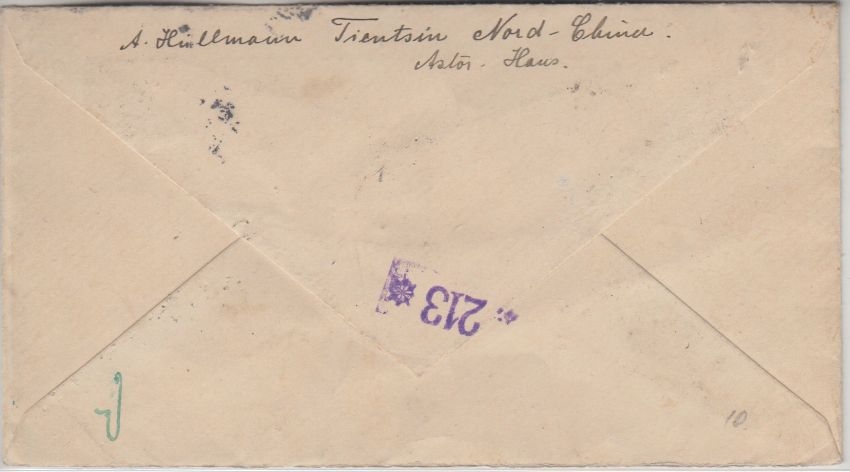 A. Hüllmann Tientsin Nord-China.
Astor-Haus.
213
10.